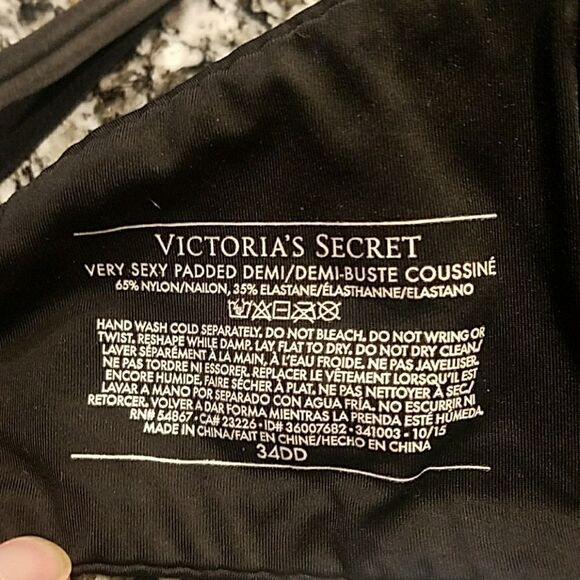 VICTORIA'S SECRET
VERY SEXY PADDED DEMI/DEMI-BUSTE COUSSINÉ
65% NYLON/NAILON, 35% ELASTANE/ÉLASTHANNE/ELASTANO
HAND WASH COLD SEPARATELY, DO NOT BLEACH. DO NOT WRING OR
TWIST. RESHAPE WHILE DAMP. LAY FLAT TO DRY. DO NOT DRY CLEAN/
LAVER SÉPARÉMENT À LA MAIN, À L'EAU FROIDE. NE PAS JAVELLISER.
NE PAS TORDRE NI ESSORER. REPLACER LE VÊTEMENT LORSQU'IL EST
ENCORE HUMIDE, FAIRE SÉCHER À PLAT. NE PAS NETTOYER À SEC/
LAVAR A MANO POR SEPARADO CON AGUA FRÍA. NO ESCURRIR NI
RETORCER. VOLVER A DAR FORMA MIENTRAS LA PRENDA ESTÉ HÚMEDA.
RN# 54867 • CA# 23226 • ID# 36007682 • 341003 - 10/15
MADE IN CHINA/FAIT EN CHINE/HECHO EN CHINA
34DD